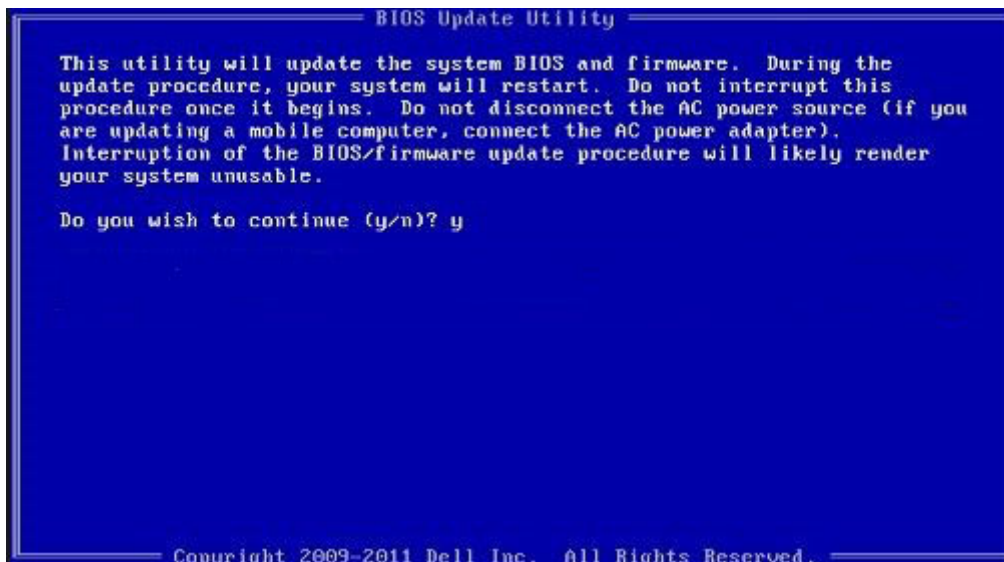 BIOS Update Utility
This utility will update the system BIOS and firmware.  During the
update procedure, your system will restart.  Do not interrupt this
procedure once it begins.  Do not disconnect the AC power source (if you
are updating a mobile computer, connect the AC power adapter).
Interruption of the BIOS/firmware update procedure will likely render
your system unusable.
Do you wish to continue (y/n)? y
Copyright 2009-2011 Dell Inc.  All Rights Reserved.